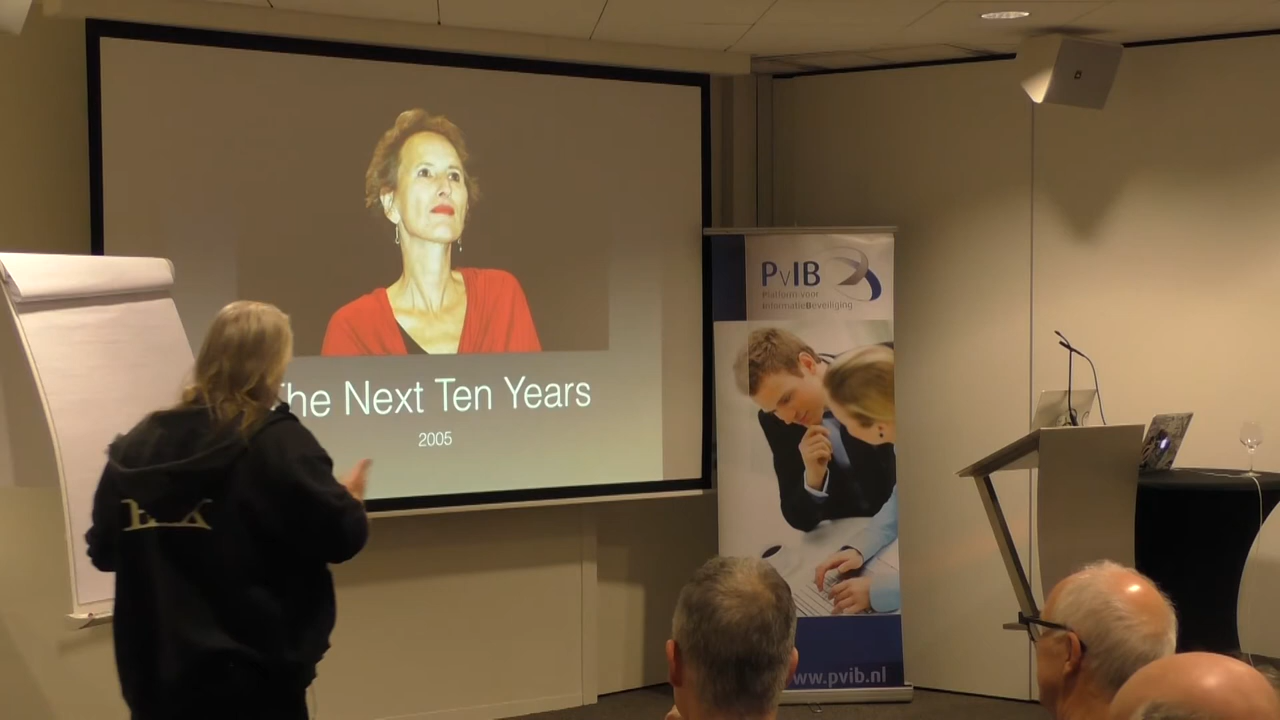 The Next Ten Years
2005
PvIB
Platform voor
InformatieBeveiliging
www.pvib.nl